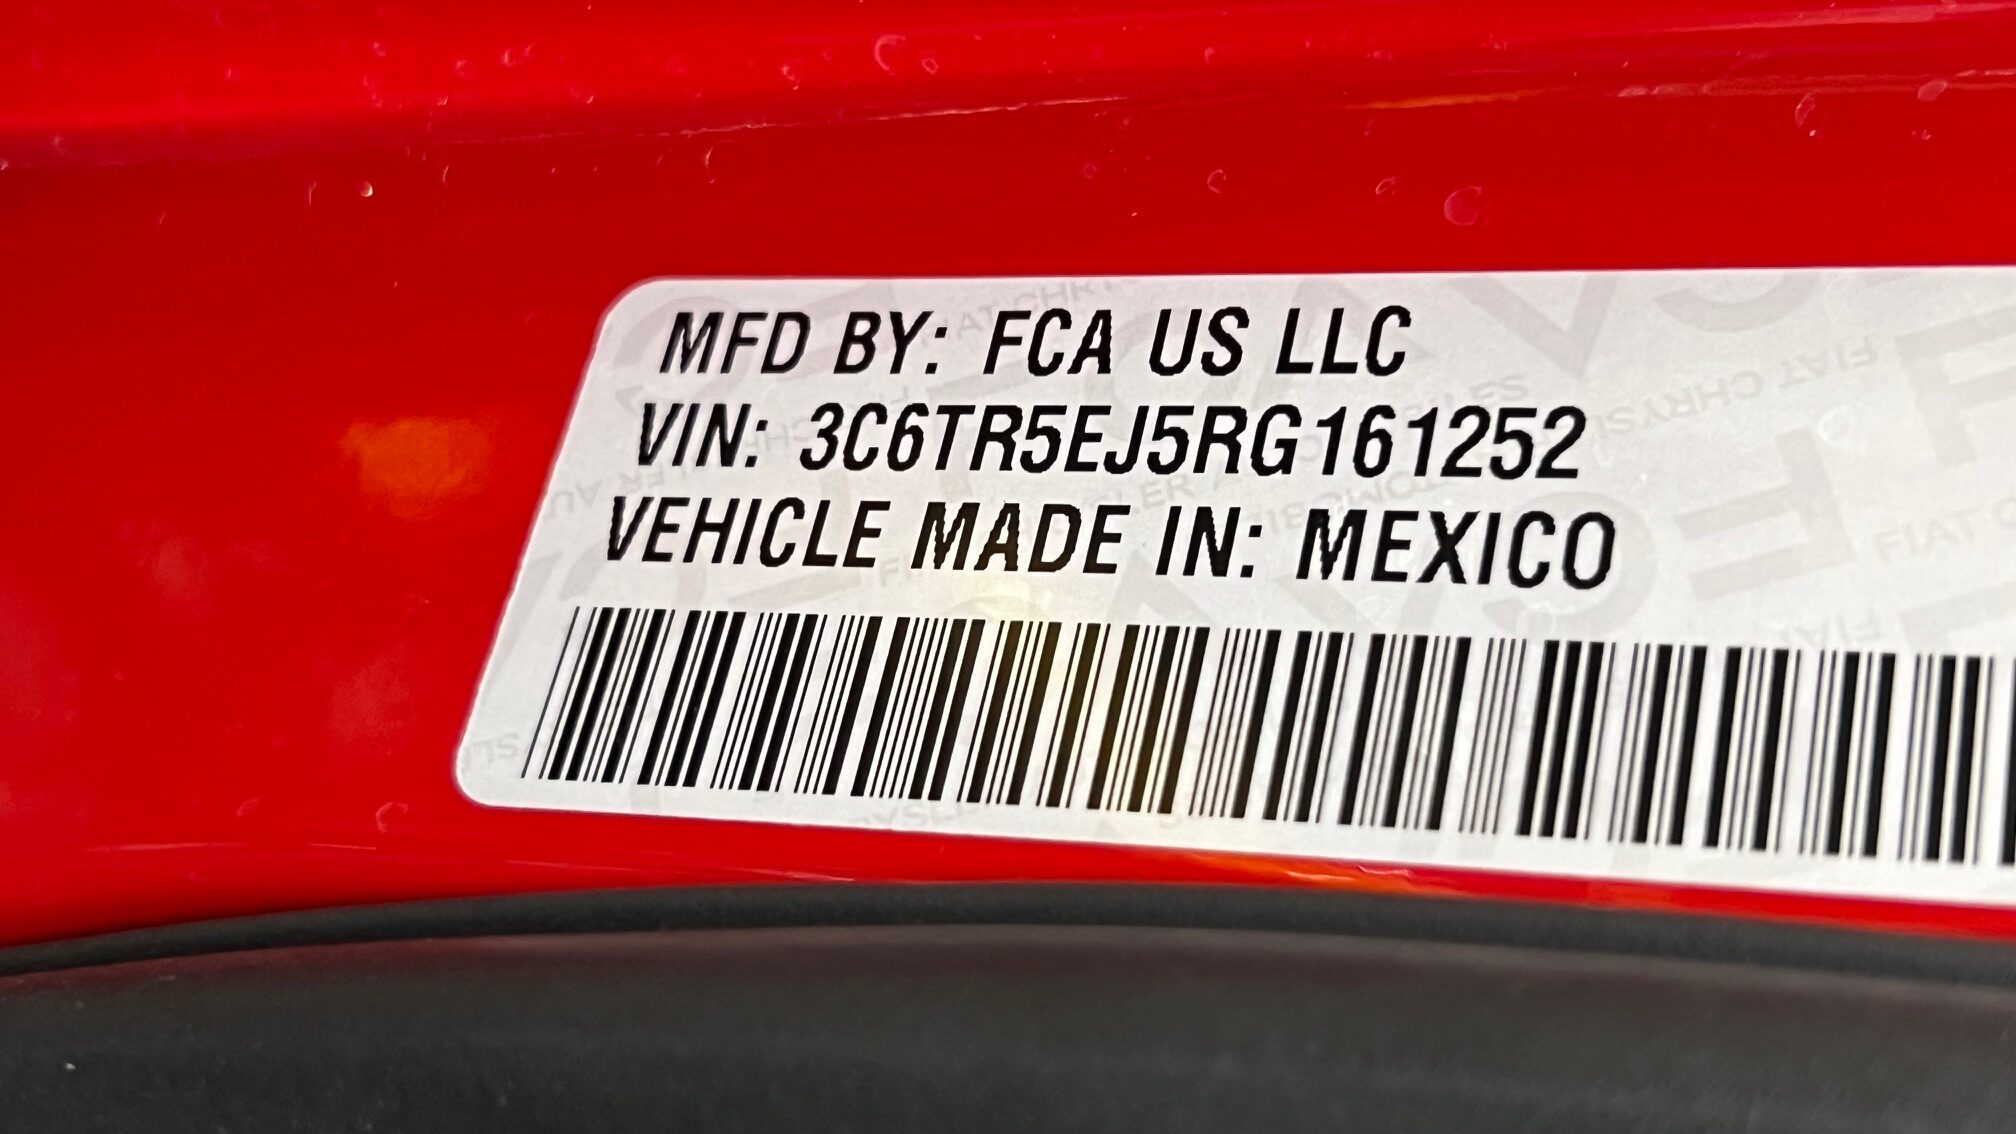 MFD BY: FCA US LLC
VIN: 3C6TR5EJ5RG161252
VEHICLE MADE IN: MEXICO